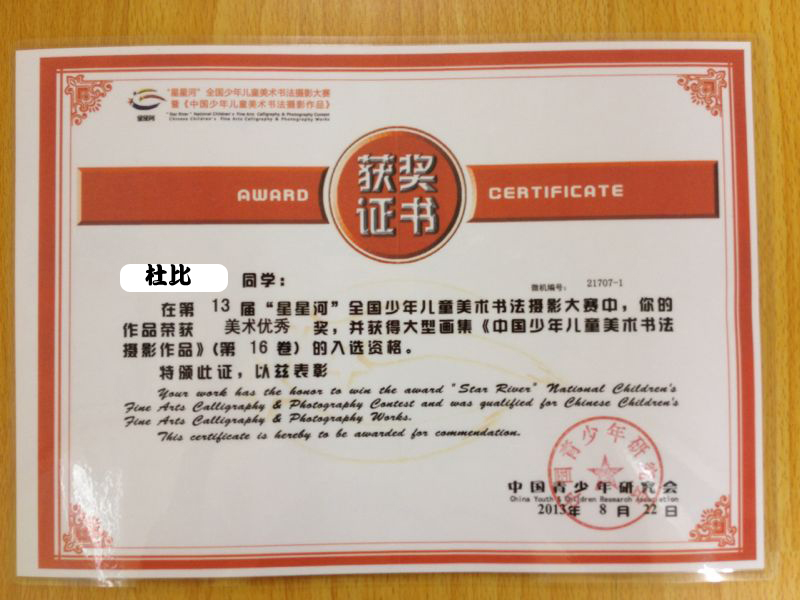 "星星河"全国少年儿童美术书法摄影大赛
暨《中国少年儿童美术书法摄影作品》
"Star River" National Children's Fine Arts Calligraphy & Photography Contest
Chinese Children's Fine Arts Calligraphy & Photography Works
星星河
获奖
证书
AWARD
CERTIFICATE
杜比 同学：
微机编号： 21707-1
在第 13 届"星星河"全国少年儿童美术书法摄影大赛中，你的
作品荣获 美术优秀 奖，并获得大型画集《中国少年儿童美术书法
摄影作品》(第 16 卷) 的入选资格。
特颁此证，以兹表彰
Your work has the honor to win the award "Star River" National Children's
Fine Arts Calligraphy & Photography Contest and was qualified for Chinese Children's
Fine Arts Calligraphy & Photography Works.
This certificate is hereby to be awarded for commendation.
中国青少年研究会
China Youth & Children Research Association
2013年 8 月 22 日